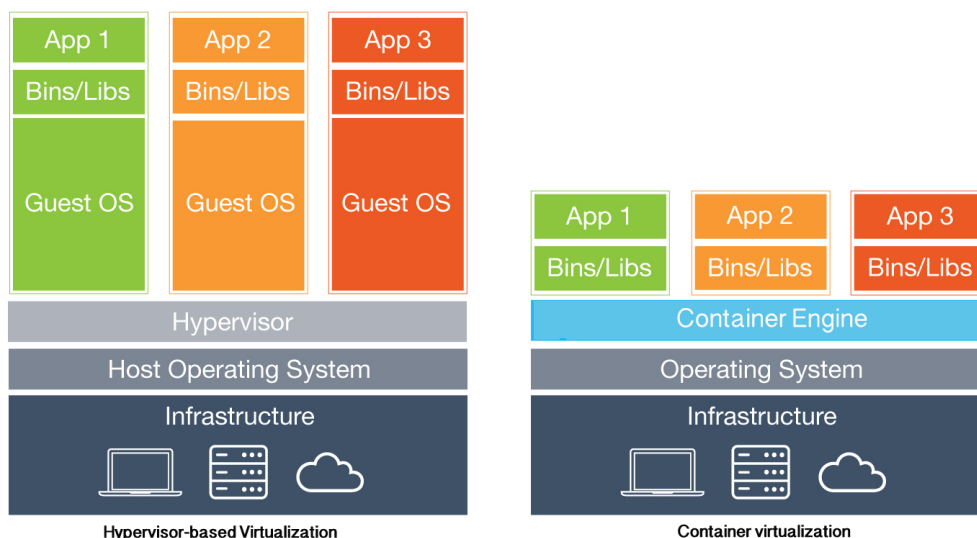 App 1
App 2
App 3
Bins/Libs
Bins/Libs
Bins/Libs
Guest OS
Guest OS
Guest OS
Hypervisor
Host Operating System
Infrastructure
Hypervisor-based Virtualization
App 1
App 2
App 3
Bins/Libs
Bins/Libs
Bins/Libs
Container Engine
Operating System
Infrastructure
Container virtualization